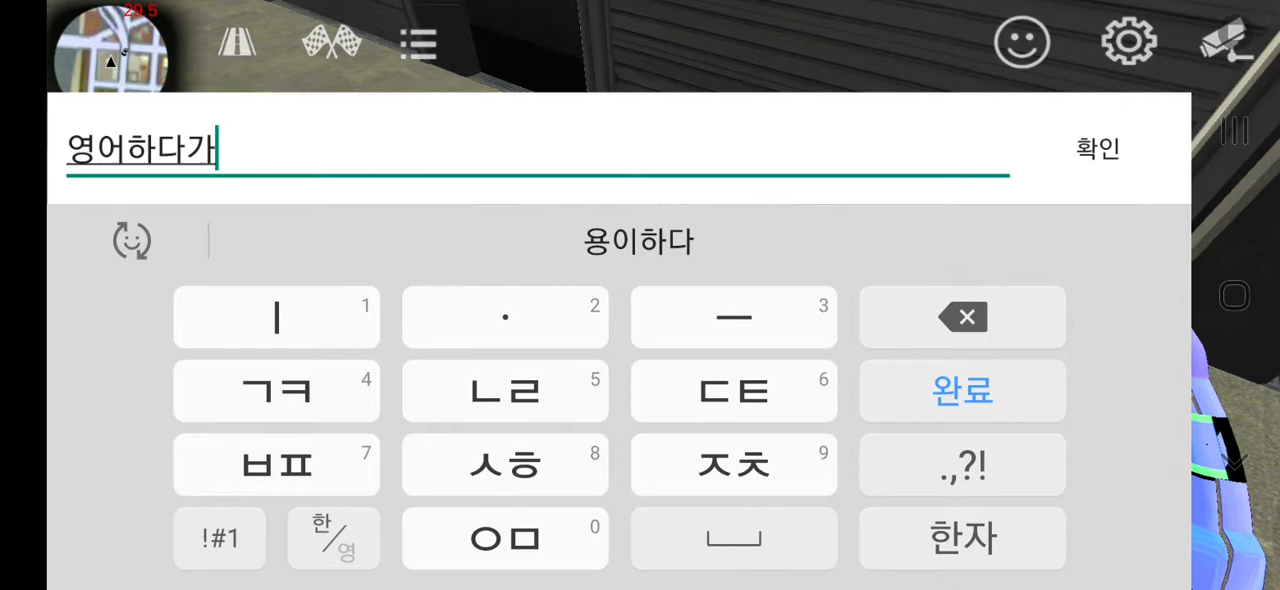 29.5
영어하다가
확인
용이하다
ㅣ 1
· 2
ㅡ 3
ㄱㅋ 4
ㄴㄹ 5
ㄷㅌ 6
완료
ㅂㅍ 7
ㅅㅎ 8
ㅈㅊ 9
.,?!
!#1
한/영
ㅇㅁ 0
한자